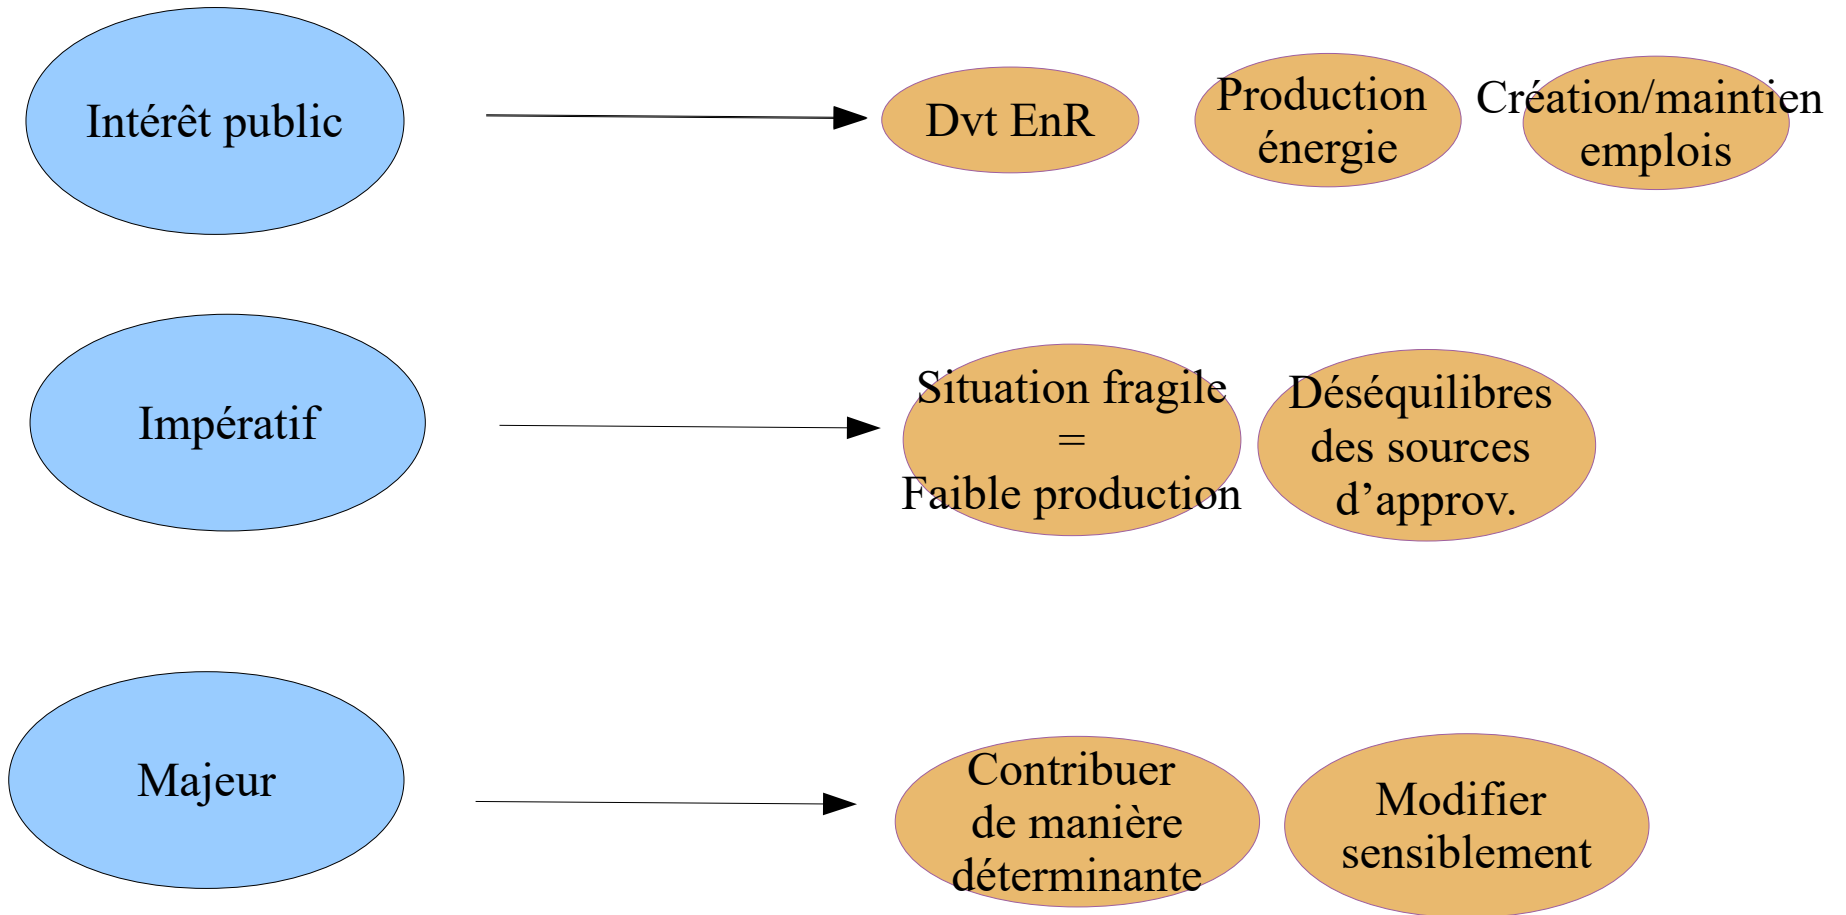 Intérêt public
Dvt EnR
Production
énergie
Création/maintien
emplois
Impératif
Situation fragile
=
Faible production
Déséquilibres
des sources
d’approv.
Majeur
Contribuer
de manière
déterminante
Modifier
sensiblement